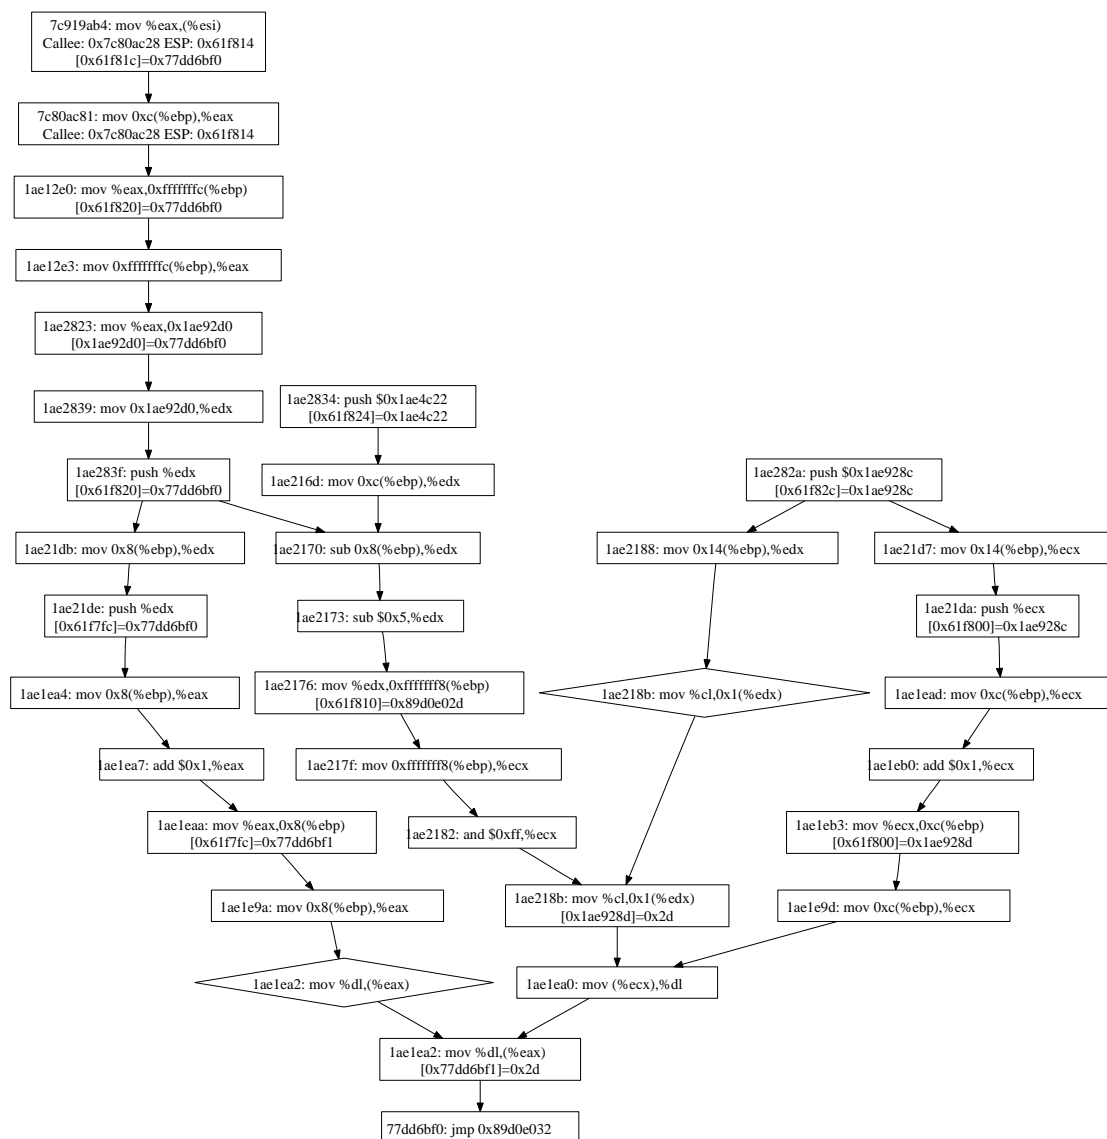 7c919ab4: mov %eax,(%esi)
Callee: 0x7c80ac28 ESP: 0x61f814
[0x61f81c]=0x77dd6bf0
7c80ac81: mov 0xc(%ebp),%eax
Callee: 0x7c80ac28 ESP: 0x61f814
1ae12e0: mov %eax,0xfffffffc(%ebp)
[0x61f820]=0x77dd6bf0
1ae12e3: mov 0xfffffffc(%ebp),%eax
1ae2823: mov %eax,0x1ae92d0
[0x1ae92d0]=0x77dd6bf0
1ae2839: mov 0x1ae92d0,%edx
1ae2834: push $0x1ae4c22
[0x61f824]=0x1ae4c22
1ae283f: push %edx
[0x61f820]=0x77dd6bf0
1ae216d: mov 0xc(%ebp),%edx
1ae282a: push $0x1ae928c
[0x61f82c]=0x1ae928c
1ae21db: mov 0x8(%ebp),%edx
1ae2170: sub 0x8(%ebp),%edx
1ae2188: mov 0x14(%ebp),%edx
1ae21d7: mov 0x14(%ebp),%ecx
1ae21de: push %edx
[0x61f7fc]=0x77dd6bf0
1ae2173: sub $0x5,%edx
1ae21da: push %ecx
[0x61f800]=0x1ae928c
1ae1ea4: mov 0x8(%ebp),%eax
1ae2176: mov %edx,0xfffffff8(%ebp)
[0x61f810]=0x89d0e02d
1ae218b: mov %cl,0x1(%edx)
1ae1ead: mov 0xc(%ebp),%ecx
1ae1ea7: add $0x1,%eax
1ae217f: mov 0xfffffff8(%ebp),%ecx
1ae1eb0: add $0x1,%ecx
1ae1eaa: mov %eax,0x8(%ebp)
[0x61f7fc]=0x77dd6bf1
1ae2182: and $0xff,%ecx
1ae1eb3: mov %ecx,0xc(%ebp)
[0x61f800]=0x1ae928d
1ae1e9a: mov 0x8(%ebp),%eax
1ae218b: mov %cl,0x1(%edx)
[0x1ae928d]=0x2d
1ae1e9d: mov 0xc(%ebp),%ecx
1ae1ea2: mov %dl,(%eax)
1ae1ea0: mov (%ecx),%dl
1ae1ea2: mov %dl,(%eax)
[0x77dd6bf1]=0x2d
77dd6bf0: jmp 0x89d0e032